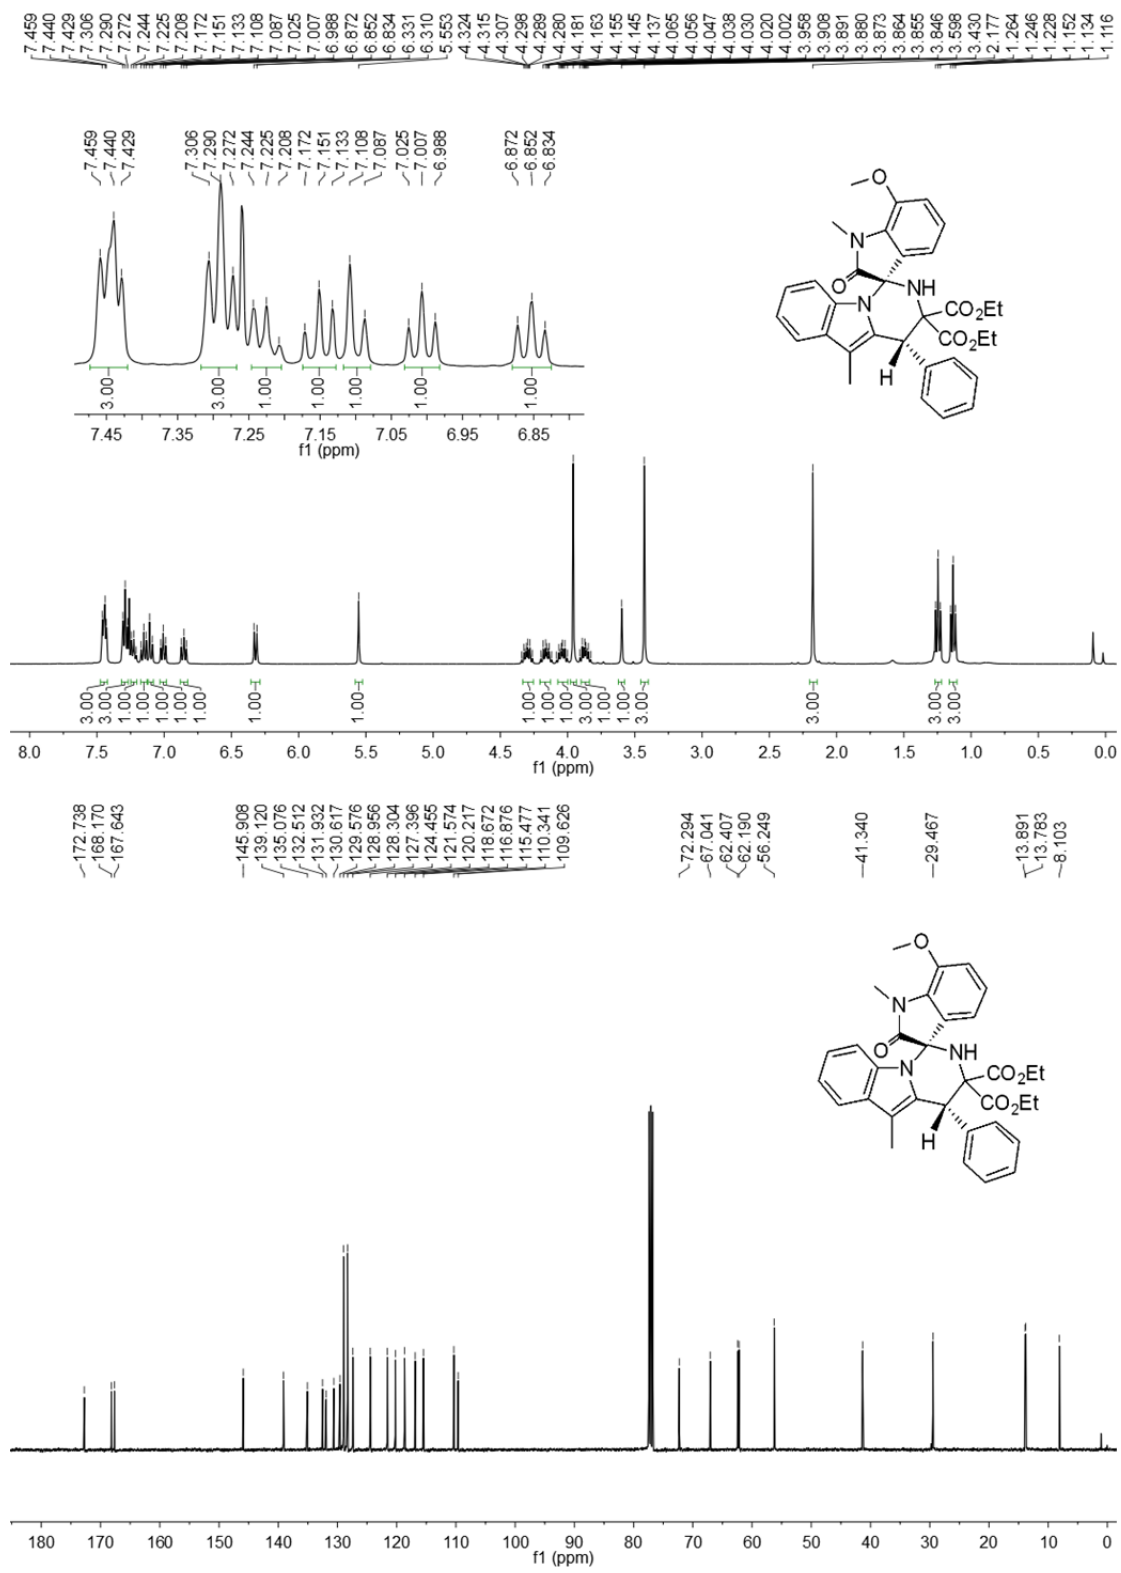 7.459 7.440 7.429 7.306 7.290 7.272 7.244 7.225 7.208 7.172 7.151 7.133 7.108 7.087 7.025 7.007 6.988 6.872 6.852 6.834 6.331 6.310 5.553 4.324 4.315 4.307 4.298 4.289 4.280 4.181 4.163 4.155 4.145 4.137 4.065 4.056 4.047 4.038 4.030 4.020 4.002 3.958 3.908 3.891 3.880 3.873 3.864 3.855 3.846 3.598 3.430 2.177 1.264 1.246 1.228 1.152 1.134 1.116
7.459 7.440 7.429 7.306 7.290 7.272 7.244 7.225 7.208 7.172 7.151 7.133 7.108 7.087 7.025 7.007 6.988 6.872 6.852 6.834
O
N
O
NH
N
CO₂Et
CO₂Et
H
3.00 3.00 1.00 1.00 1.00 1.00 1.00
7.45 7.35 7.25 7.15 7.05 6.95 6.85
f1 (ppm)
3.00 3.00 1.00 1.00 1.00 1.00 1.00 1.00 1.00 1.00 1.00 1.00 3.00 1.00 1.00 3.00 3.00 3.00 3.00
8.0 7.5 7.0 6.5 6.0 5.5 5.0 4.5 4.0 3.5 3.0 2.5 2.0 1.5 1.0 0.5 0.0
f1 (ppm)
172.738 168.170 167.643 145.908 139.120 135.076 132.512 131.932 130.617 129.576 128.956 128.304 127.396 124.455 121.574 120.217 118.672 116.876 115.477 110.341 109.626 72.294 67.041 62.407 62.190 56.249 41.340 29.467 13.891 13.783 8.103
O
N
O
NH
N
CO₂Et
CO₂Et
H
180 170 160 150 140 130 120 110 100 90 80 70 60 50 40 30 20 10 0
f1 (ppm)